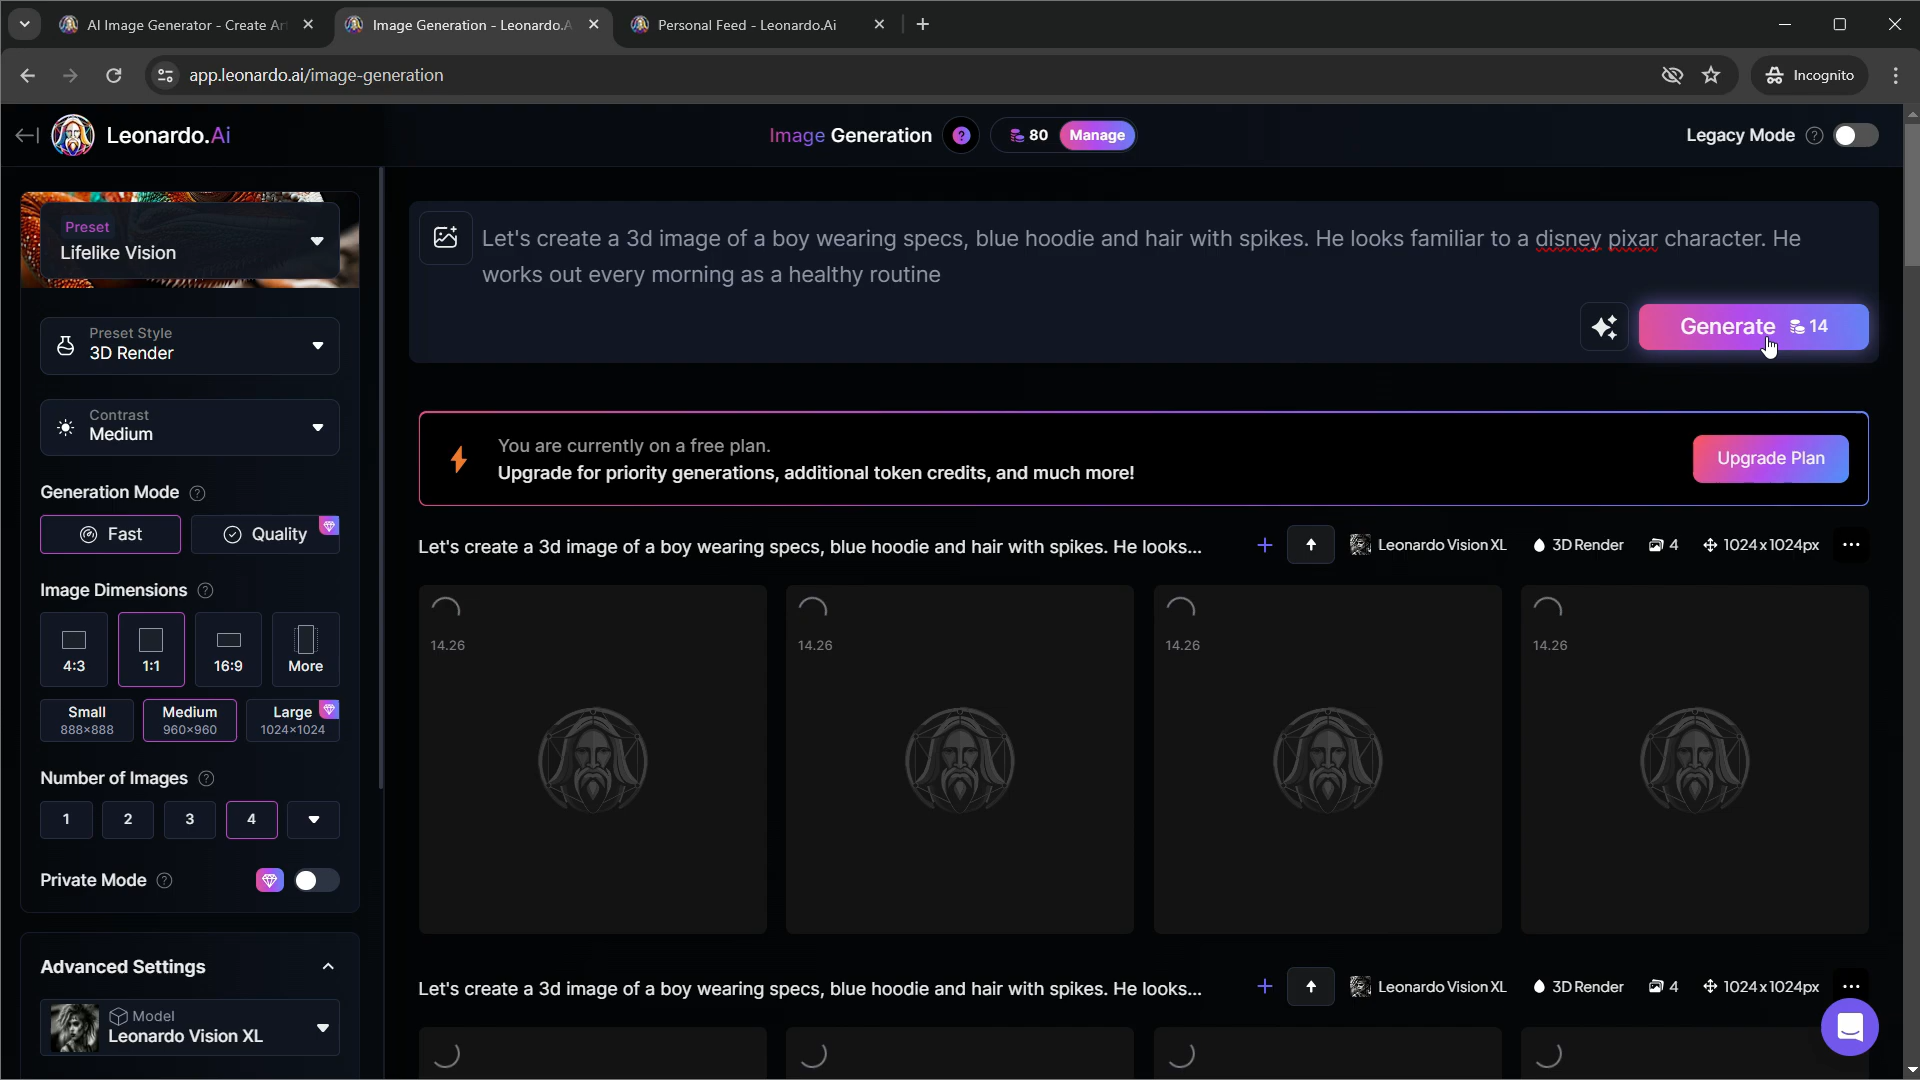 AI Image Generator - Create Ar
Image Generation - Leonardo.A
Personal Feed - Leonardo.Ai
app.leonardo.ai/image-generation
Incognito
Leonardo.Ai
Image Generation ? 80 Manage
Legacy Mode ?
Preset
Lifelike Vision
Let's create a 3d image of a boy wearing specs, blue hoodie and hair with spikes. He looks familiar to a disney pixar character. He
works out every morning as a healthy routine
Generate 14
Preset Style
3D Render
Contrast
Medium
Generation Mode ?
Fast
Quality
Image Dimensions ?
4:3
1:1
16:9
More
Small
888×888
Medium
960×960
Large
1024×1024
Number of Images ?
1
2
3
4
Private Mode ?
Advanced Settings
Model
Leonardo Vision XL
You are currently on a free plan.
Upgrade for priority generations, additional token credits, and much more!
Upgrade Plan
Let's create a 3d image of a boy wearing specs, blue hoodie and hair with spikes. He looks...
Leonardo Vision XL 3D Render 4 1024x1024px
14.26
14.26
14.26
14.26
Let's create a 3d image of a boy wearing specs, blue hoodie and hair with spikes. He looks...
Leonardo Vision XL 3D Render 4 1024x1024px